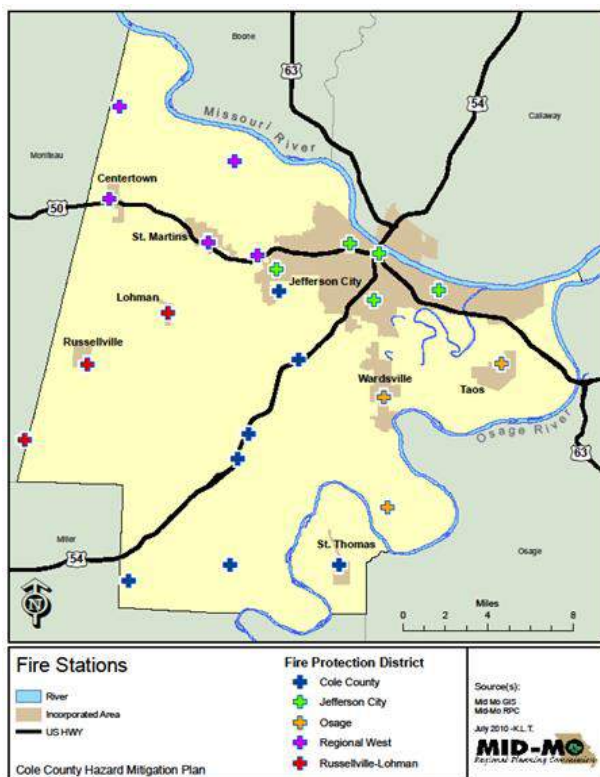 Boone
63
54
Callaway
Missouri River
Moniteau
Centertown
50
St. Martins
Jefferson City
Lohman
Russellville
Wardsville
Taos
Osage River
63
Miller
54
St. Thomas
Osage
N
Miles
0 2 4 8
Fire Stations
River
Incorporated Area
US HWY
Cole County Hazard Mitigation Plan
Fire Protection District
Cole County
Jefferson City
Osage
Regional West
Russellville-Lohman
Source(s):
Mid Mo GIS
Mid-Mo RPC
July 2010 -K.L.T.
MID-MO
Regional Planning Commission